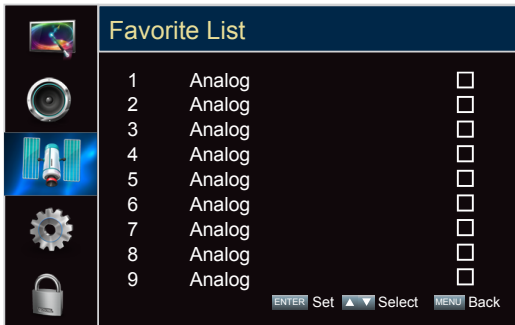 Favorite List
1 Analog
2 Analog
3 Analog
4 Analog
5 Analog
6 Analog
7 Analog
8 Analog
9 Analog
ENTER Set ▲ ▼ Select MENU Back